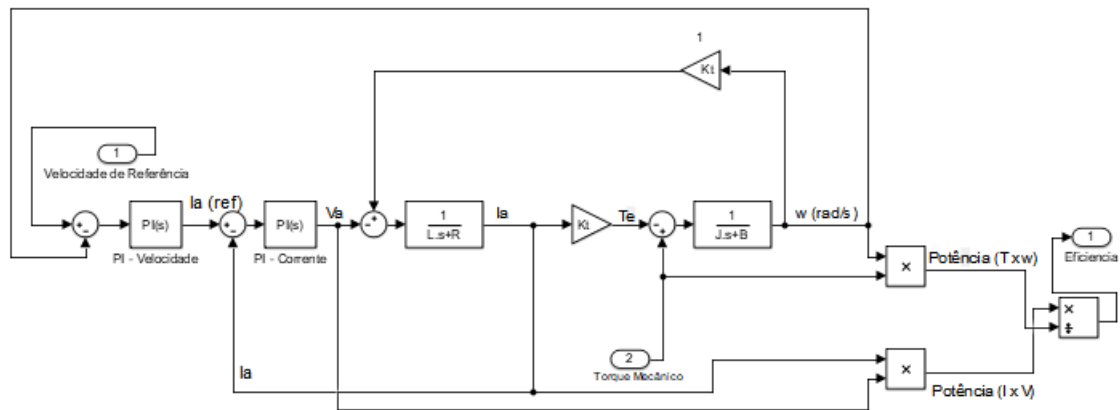 1
Kt
1
Velocidade de Referência
Ia (ref)
PI(s)
PI - Velocidade
PI(s)
PI - Corrente
Va
1
L.s+R
Ia
Kt
Te
1
J.s+B
w (rad/s)
1
Eficiencia
×
Potência (T x w)
×
÷
2
Torque Mecânico
Ia
×
Potência (I x V)